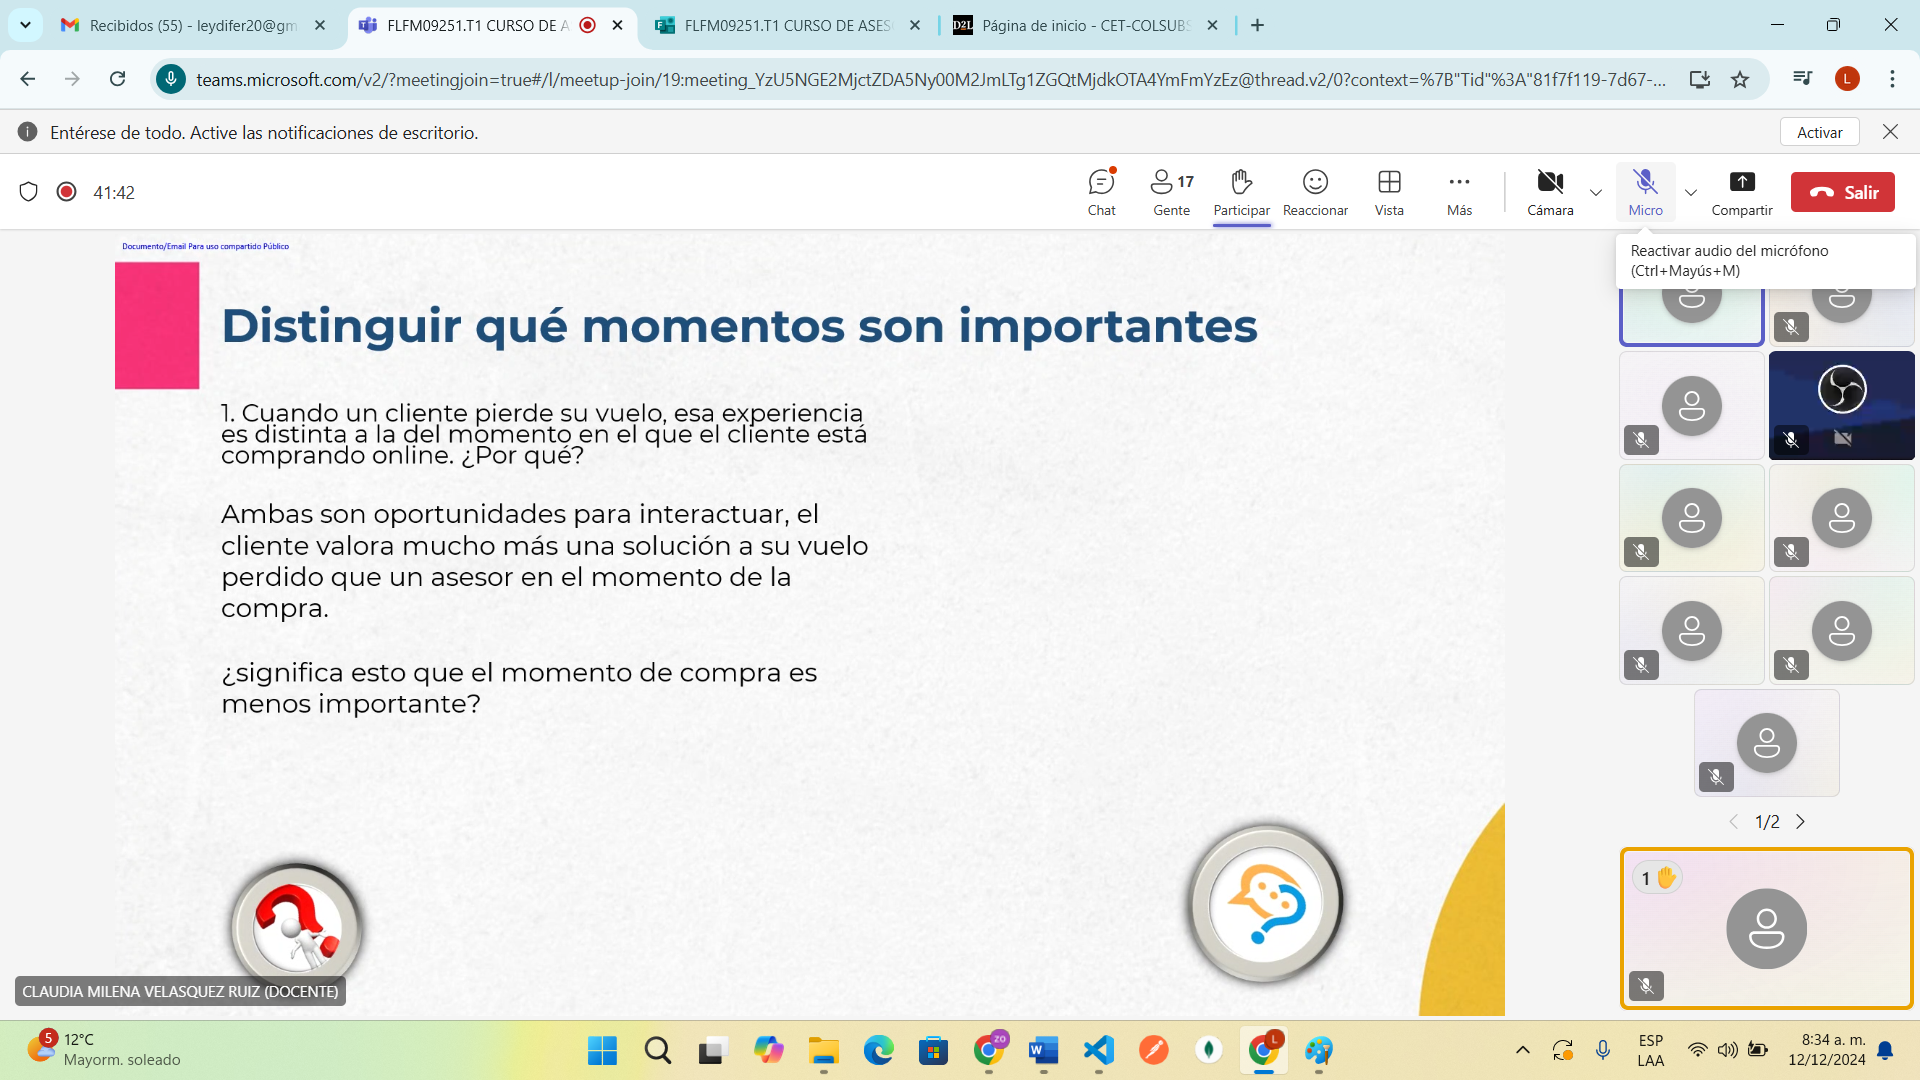 Recibidos (55) - leydifer20@gm
FLFM09251.T1 CURSO DE A
FLFM09251.T1 CURSO DE ASES
D2L
Página de inicio - CET-COLSUBS
teams.microsoft.com/v2/?meetingjoin=true#/l/meetup-join/19:meeting_YzU5NGE2MjctZDA5Ny00M2JmLTg1ZGQtMjdkOTA4YmFmYzEz@thread.v2/0?context=%7B"Tid"%3A"81f7f119-7d67-...
L
Entérese de todo. Active las notificaciones de escritorio.
Activar
41:42
Chat
17
Gente
Participar
Reaccionar
Vista
Más
Cámara
Micro
Compartir
Salir
Reactivar audio del micrófono
(Ctrl+Mayús+M)
Documento/Email Para uso compartido Público
Distinguir qué momentos son importantes
1. Cuando un cliente pierde su vuelo, esa experiencia
es distinta a la del momento en el que el cliente está
comprando online. ¿Por qué?
Ambas son oportunidades para interactuar, el
cliente valora mucho más una solución a su vuelo
perdido que un asesor en el momento de la
compra.
¿significa esto que el momento de compra es
menos importante?
1/2
1
CLAUDIA MILENA VELASQUEZ RUIZ (DOCENTE)
5
12°C
Mayorm. soleado
ZO
W
L
ESP
LAA
8:34 a. m.
12/12/2024